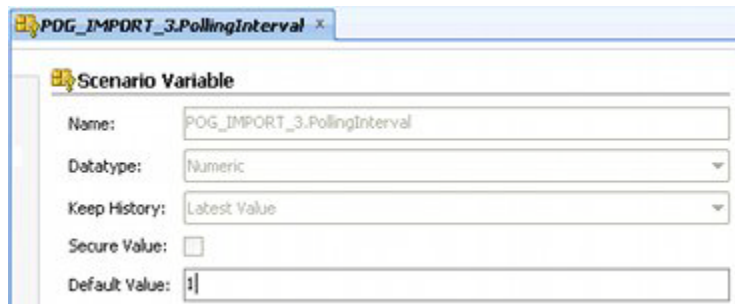 POG_IMPORT_3.PollingInterval
Scenario Variable
Name: POG_IMPORT_3.PollingInterval
Datatype: Numeric
Keep History: Latest Value
Secure Value:
Default Value: 1